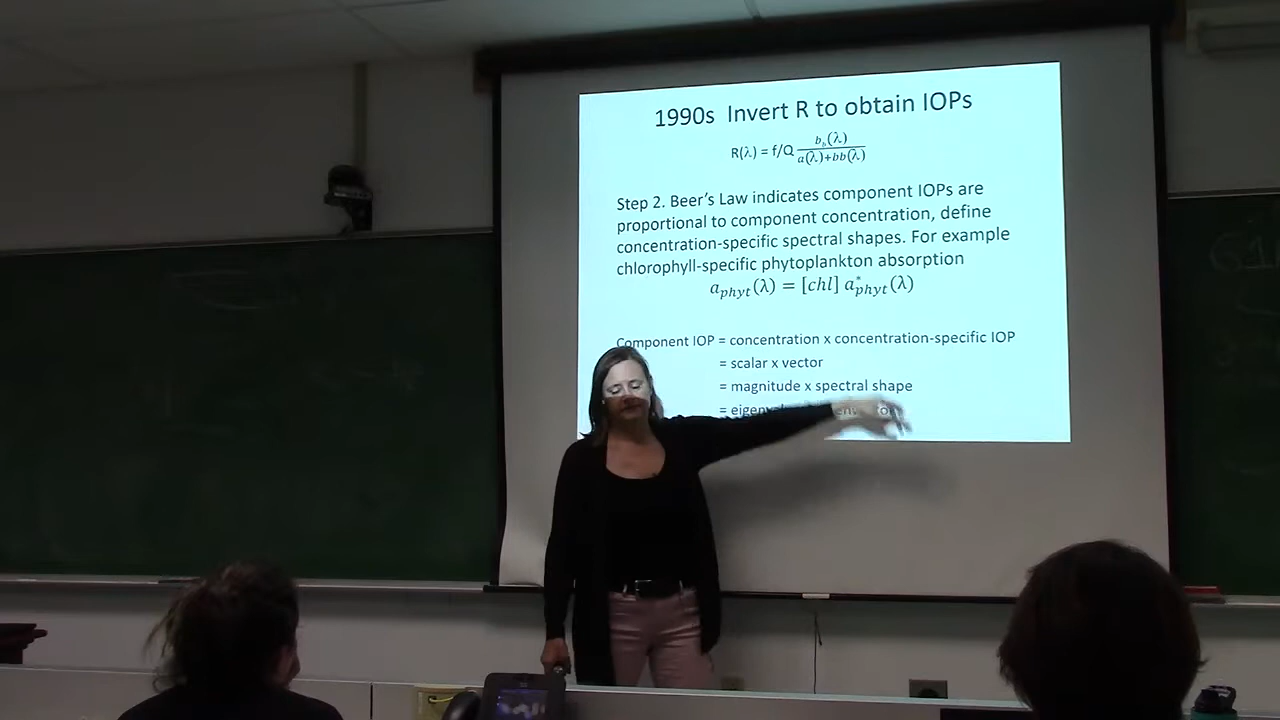 1990s Invert R to obtain IOPs
R(λ) = f/Q b_b(λ) / a(λ)+bb(λ)
Step 2. Beer's Law indicates component IOPs are
proportional to component concentration, define
concentration-specific spectral shapes. For example
chlorophyll-specific phytoplankton absorption
a_phyt(λ) = [chl] a*_phyt(λ)
Component IOP = concentration x concentration-specific IOP
= scalar x vector
= magnitude x spectral shape
=